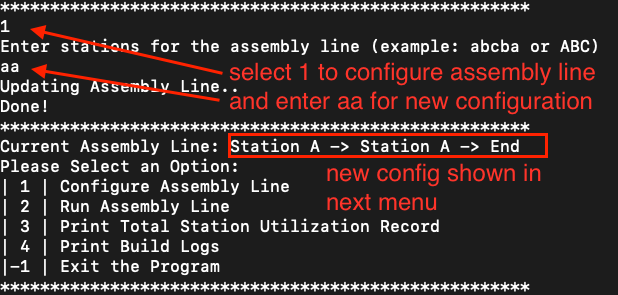 *****************************************************
1
Enter stations for the assembly line (example: abcba or ABC)
aa
select 1 to configure assembly line
Updating Assembly Line..
and enter aa for new configuration
Done!
*****************************************************
Current Assembly Line: Station A -> Station A -> End
Please Select an Option:
new config shown in
| 1 | Configure Assembly Line
next menu
| 2 | Run Assembly Line
| 3 | Print Total Station Utilization Record
| 4 | Print Build Logs
|-1 | Exit the Program
*****************************************************